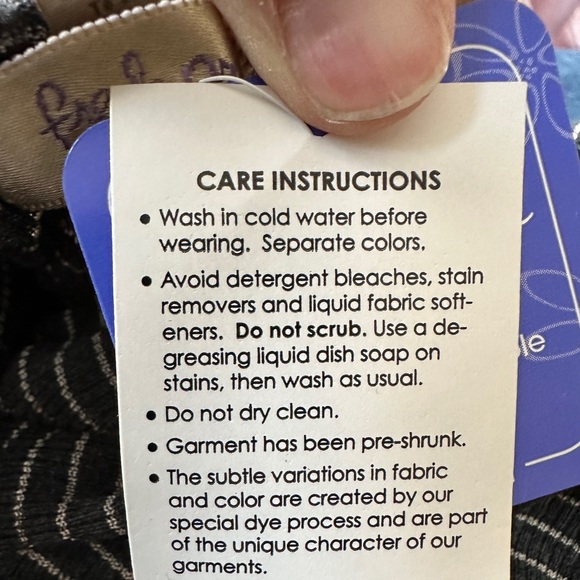 CARE INSTRUCTIONS
• Wash in cold water before
wearing. Separate colors.
• Avoid detergent bleaches, stain
removers and liquid fabric soft-
eners. Do not scrub. Use a de-
greasing liquid dish soap on
stains, then wash as usual.
• Do not dry clean.
• Garment has been pre-shrunk.
• The subtle variations in fabric
and color are created by our
special dye process and are part
of the unique character of our
garments.
le